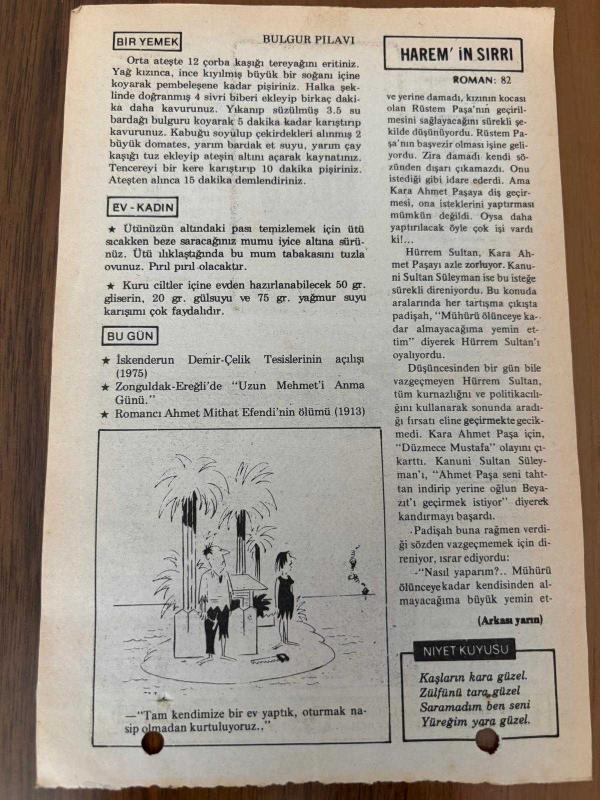 BİR YEMEK
BULGUR PİLAVI
Orta ateşte 12 çorba kaşığı tereyağını eritiniz.
Yağ kızınca, ince kıyılmış büyük bir soğanı içine
koyarak pembeleşene kadar pişiriniz. Halka şek-
linde doğranmış 4 sivri biberi ekleyip birkaç daki-
ka daha kavurunuz. Yıkanıp süzülmüş 3.5 su
bardağı bulguru koyarak 5 dakika kadar karıştırıp
kavurunuz. Kabuğu soyulup çekirdekleri alınmış 2
büyük domates, yarım bardak et suyu, yarım çay
kaşığı tuz ekleyip ateşin altını açarak kaynatınız.
Tencereyi bir kere karıştırıp 10 dakika pişiriniz.
Ateşten alınca 15 dakika demlendiriniz.
EV - KADIN
★ Ütünüzün altındaki pası temizlemek için ütü
sıcakken beze saracağınız mumu iyice altına sürü-
nüz. Ütü ılıklaştığında bu mum tabakasını tuzla
ovunuz. Pırıl pırıl olacaktır.
★ Kuru ciltler içine evden hazırlanabilecek 50 gr.
gliserin, 20 gr. gülsuyu ve 75 gr. yağmur suyu
karışımı çok faydalıdır.
BU GÜN
★ İskenderun Demir-Çelik Tesislerinin açılışı
(1975)
★ Zonguldak-Ereğli'de "Uzun Mehmet'i Anma
Günü."
★ Romancı Ahmet Mithat Efendi'nin ölümü (1913)
—"Tam kendimize bir ev yaptık, oturmak na-
sip olmadan kurtuluyoruz.."
HAREM' İN SIRRI
ROMAN: 82
ve yerine damadı, kızının kocası
olan Rüstem Paşa'nın geçiril-
mesini sağlayacağını sürekli şe-
kilde düşünüyordu. Rüstem Pa-
şa'nın başvezir olması işine geli-
yordu. Zira damadı kendi sö-
zünden dışarı çıkamazdı. Onu
istediği gibi idare ederdi. Ama
Kara Ahmet Paşaya diş geçir-
mesi, ona isteklerini yaptırması
mümkün değildi. Oysa daha
yaptırılacak öyle çok işi vardı
ki!...
Hürrem Sultan, Kara Ah-
met Paşayı azle zorluyor. Kanu-
ni Sultan Süleyman ise bu isteğe
sürekli direniyordu. Bu konuda
aralarında her tartışma çıkışta
padişah, "Mühürü ölünceye ka-
dar almayacağıma yemin et-
tim" diyerek Hürrem Sultan'ı
oyalıyordu.
Düşüncesinden bir gün bile
vazgeçmeyen Hürrem Sultan,
tüm kurnazlığnı ve politikacılı-
ğını kullanarak sonunda aradı-
ğı fırsatı eline geçirmekte gecik-
medi. Kara Ahmet Paşa için,
"Düzmece Mustafa" olayını çı-
karttı. Kanuni Sultan Süley-
man'i, "Ahmet Paşa seni taht-
tan indirip yerine oğlun Beya-
zıt'ı geçirmek istiyor" diyerek
kandırmayı başardı.
Padişah buna rağmen verdi-
ği sözden vazgeçmemek için di-
reniyor, ısrar ediyordu:
-"Nasıl yaparım?.. Mühürü
ölünceye kadar kendisinden al-
mayacağıma büyük yemin et-
(Arkası yarın)
NİYET KUYUSU
Kaşların kara güzel.
Zülfünü tara güzel
Saramadım ben seni
Yüreğim yara güzel.